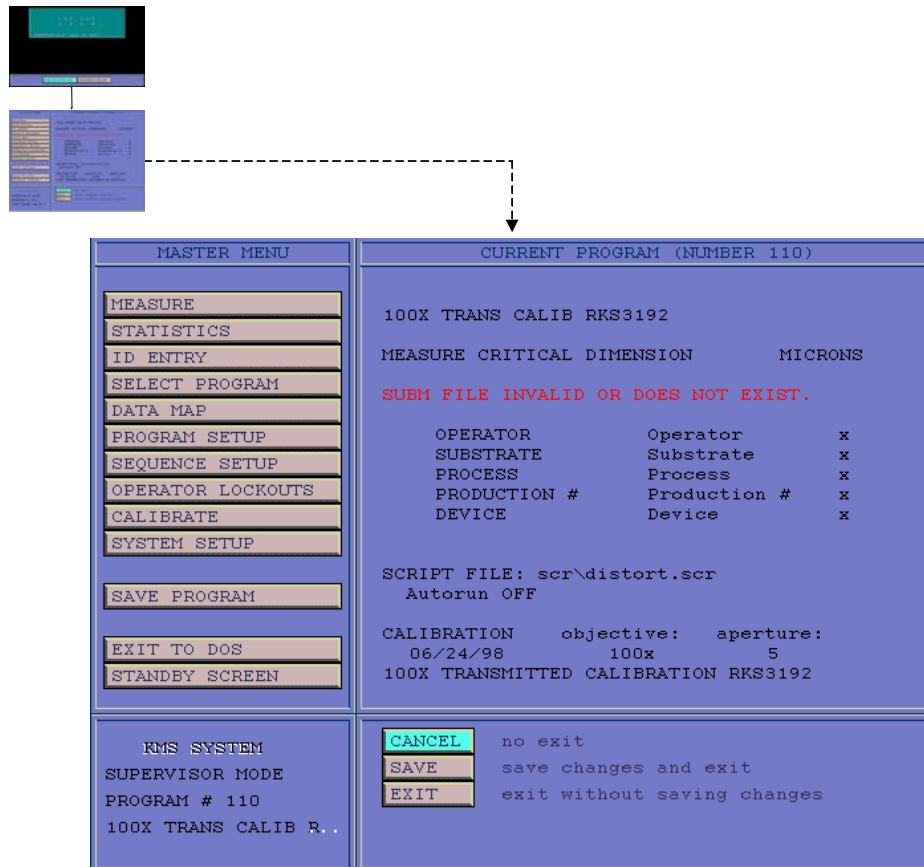 MASTER MENU
MEASURE
STATISTICS
ID ENTRY
SELECT PROGRAM
DATA MAP
PROGRAM SETUP
SEQUENCE SETUP
OPERATOR LOCKOUTS
CALIBRATE
SYSTEM SETUP
SAVE PROGRAM
EXIT TO DOS
STANDBY SCREEN
CURRENT PROGRAM (NUMBER 110)
100X TRANS CALIB RKS3192
MEASURE CRITICAL DIMENSION MICRONS
SUBM FILE INVALID OR DOES NOT EXIST.
OPERATOR Operator x
SUBSTRATE Substrate x
PROCESS Process x
PRODUCTION # Production # x
DEVICE Device x
SCRIPT FILE: scr\distort.scr
Autorun OFF
CALIBRATION objective: aperture:
06/24/98 100x 5
100X TRANSMITTED CALIBRATION RKS3192
KMS SYSTEM
SUPERVISOR MODE
PROGRAM # 110
100X TRANS CALIB R..
CANCEL no exit
SAVE save changes and exit
EXIT exit without saving changes